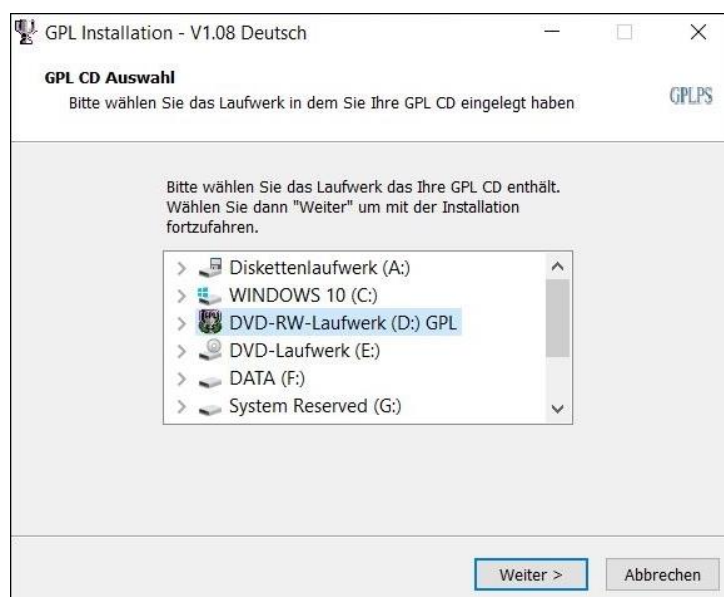 GPL Installation - V1.08 Deutsch
GPL CD Auswahl
Bitte wählen Sie das Laufwerk in dem Sie Ihre GPL CD eingelegt haben
GPLPS
Bitte wählen Sie das Laufwerk das Ihre GPL CD enthält.
Wählen Sie dann "Weiter" um mit der Installation
fortzufahren.
Diskettenlaufwerk (A:)
WINDOWS 10 (C:)
DVD-RW-Laufwerk (D:) GPL
DVD-Laufwerk (E:)
DATA (F:)
System Reserved (G:)
Weiter >
Abbrechen